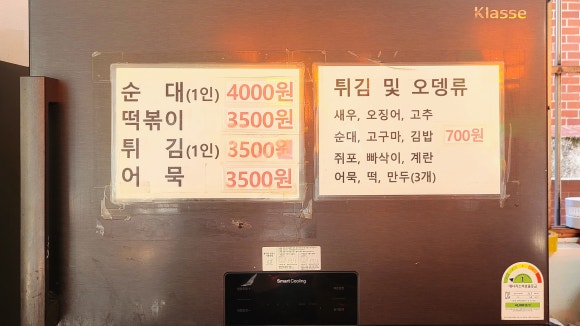 Klasse
순 대(1인) 4000원
떡볶이 3500원
튀 김(1인) 3500원
어 묵 3500원
튀김 및 오뎅류
새우, 오징어, 고추
순대, 고구마, 김밥 700원
쥐포, 빠삭이, 계란
어묵, 떡, 만두(3개)
Smart Cooling